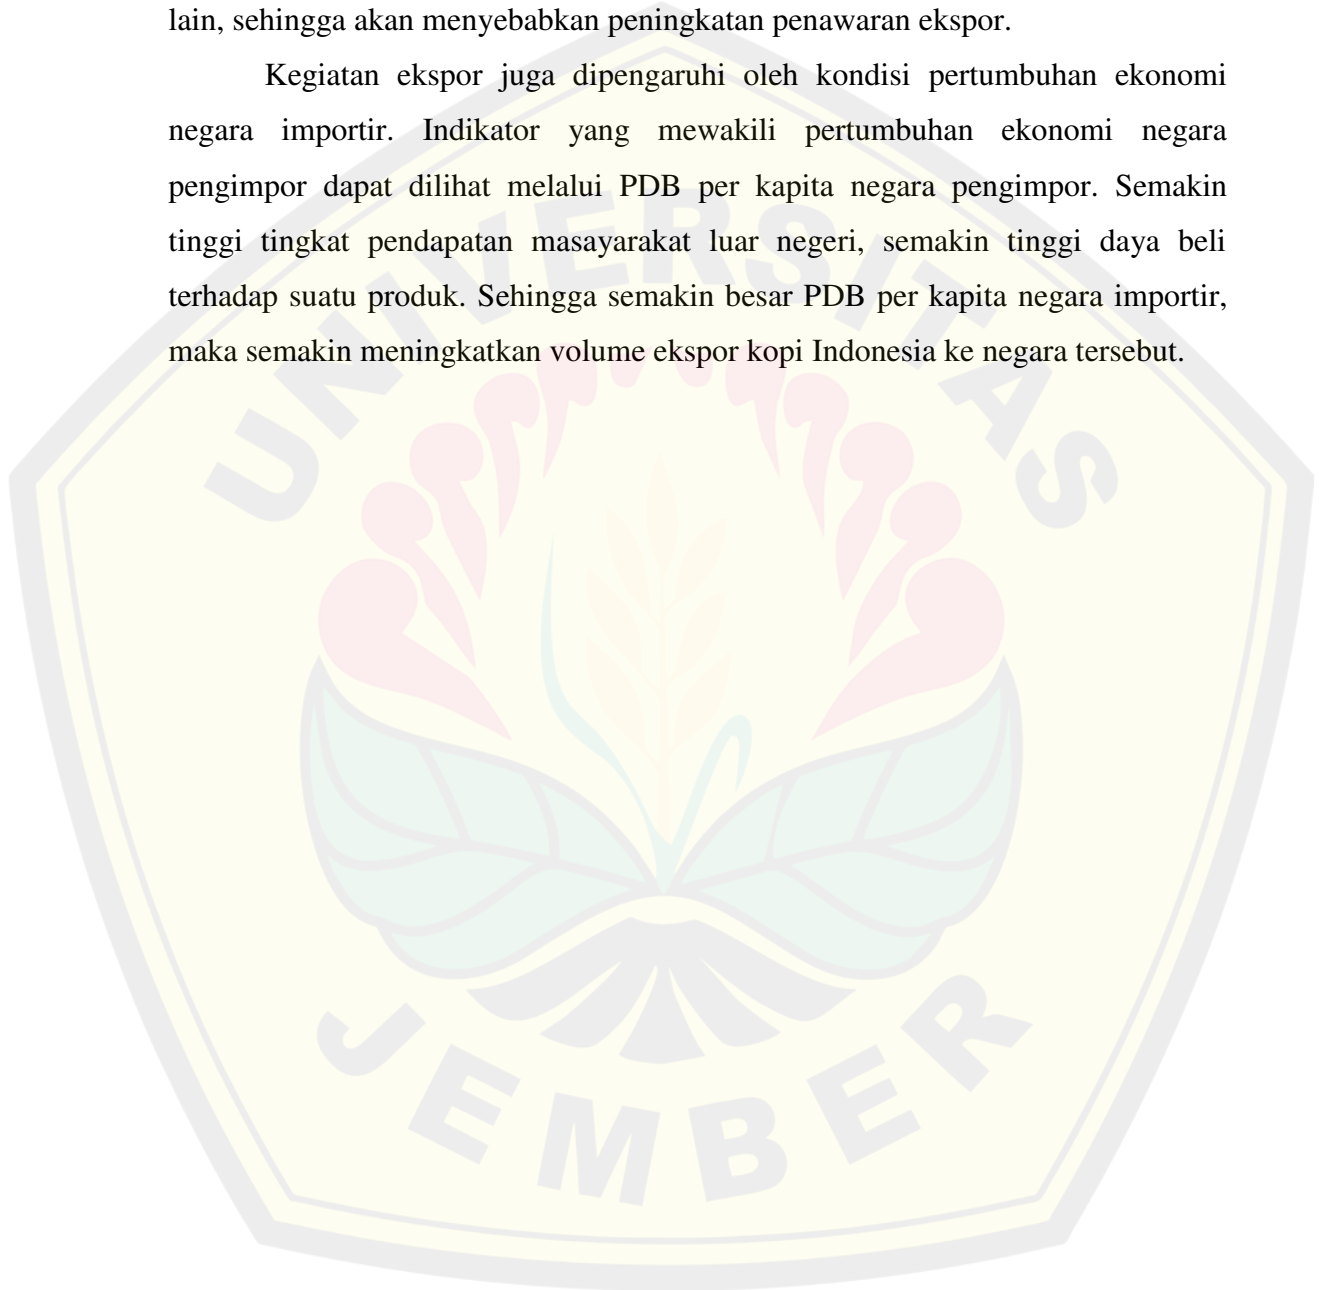 lain, sehingga akan menyebabkan peningkatan penawaran ekspor.
Kegiatan ekspor juga dipengaruhi oleh kondisi pertumbuhan ekonomi
negara importir. Indikator yang mewakili pertumbuhan ekonomi negara
pengimpor dapat dilihat melalui PDB per kapita negara pengimpor. Semakin
tinggi tingkat pendapatan masayarakat luar negeri, semakin tinggi daya beli
terhadap suatu produk. Sehingga semakin besar PDB per kapita negara importir,
maka semakin meningkatkan volume ekspor kopi Indonesia ke negara tersebut.
UNIVERSITAS
JEMBER